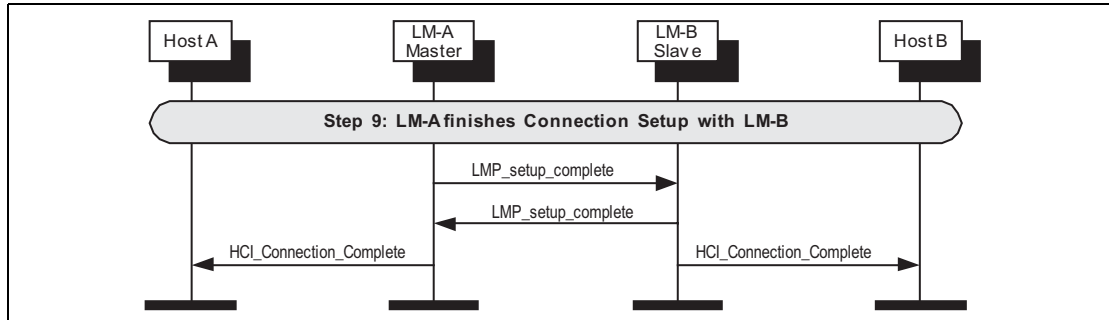 Host A
LM-A
Master
LM-B
Slave
Host B
Step 9: LM-A finishes Connection Setup with LM-B
LMP_setup_complete
LMP_setup_complete
HCI_Connection_Complete
HCI_Connection_Complete